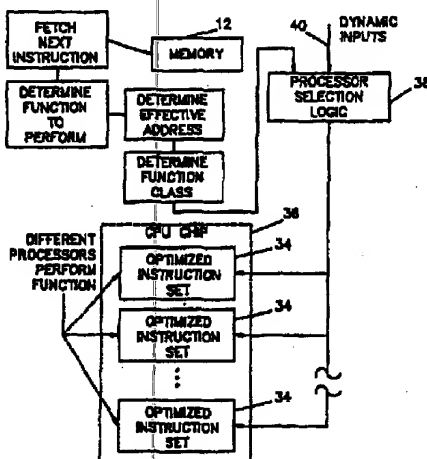 FETCH
NEXT
INSTRUCTION
12
MEMORY
40
DYNAMIC
INPUTS
PROCESSOR
SELECTION
LOGIC
38
DETERMINE
FUNCTION
TO
PERFORM
DETERMINE
EFFECTIVE
ADDRESS
DETERMINE
FUNCTION
CLASS
36
CPU CHIP
DIFFERENT
PROCESSORS
PERFORM
FUNCTION
34
OPTIMIZED
INSTRUCTION
SET
34
OPTIMIZED
INSTRUCTION
SET
34
OPTIMIZED
INSTRUCTION
SET